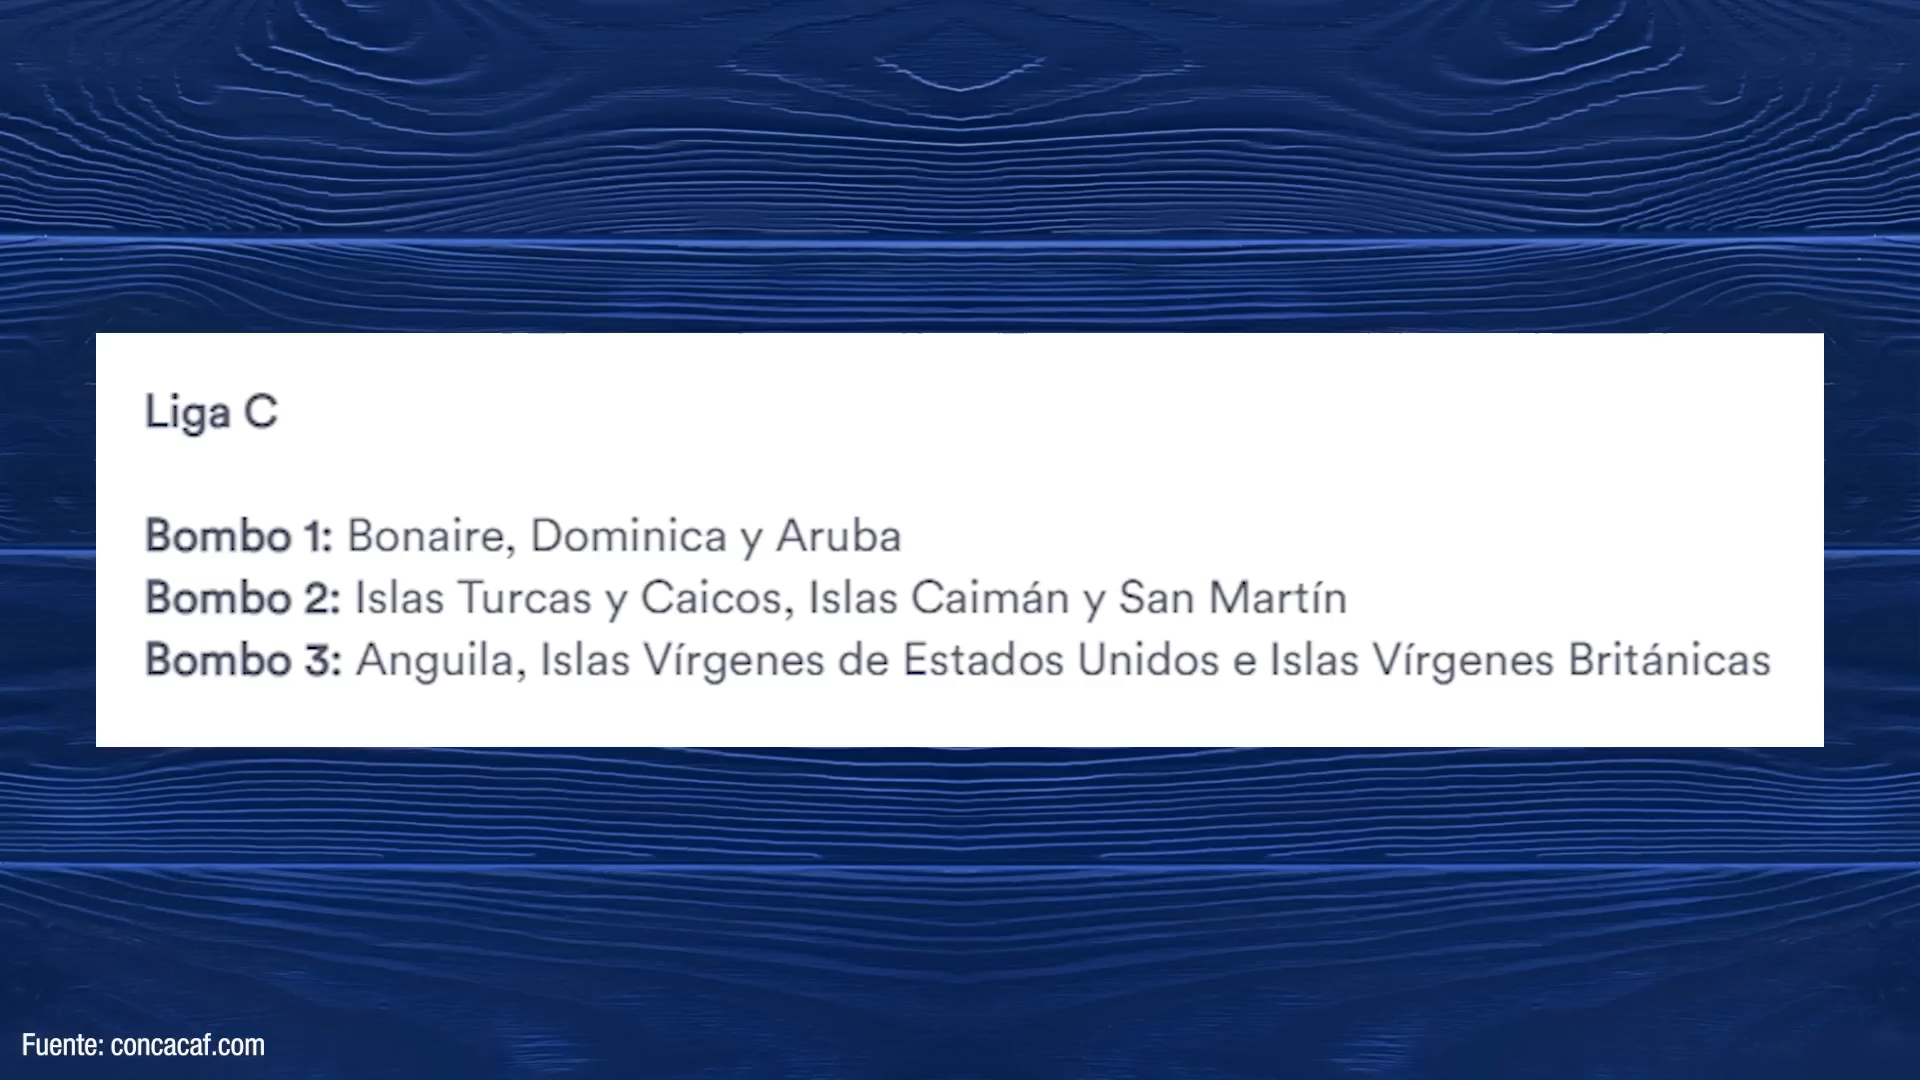 Liga C
Bombo 1: Bonaire, Dominica y Aruba
Bombo 2: Islas Turcas y Caicos, Islas Caimán y San Martín
Bombo 3: Anguila, Islas Vírgenes de Estados Unidos e Islas Vírgenes Británicas
Fuente: concacaf.com